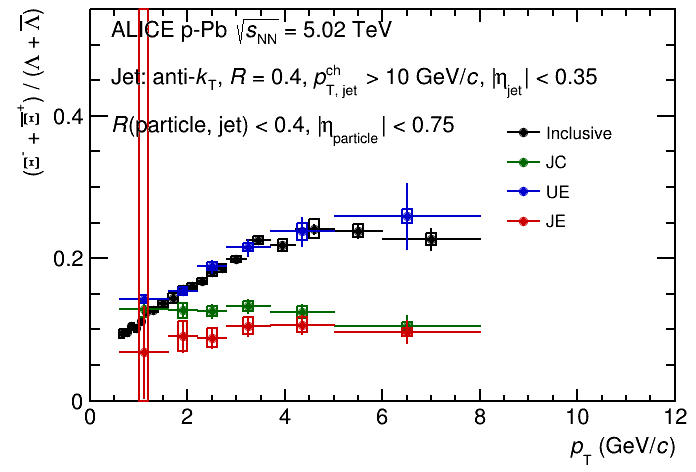 (Ξ⁻ + Ξ̅⁺) / (Λ + Λ̅)
ALICE p-Pb √s_NN = 5.02 TeV
Jet: anti-k_T, R = 0.4, p_T, jet^ch > 10 GeV/c, |η_jet| < 0.35
R(particle, jet) < 0.4, |η_particle| < 0.75
Inclusive
JC
UE
JE
0.4
0.2
0
0 2 4 6 8 10 12
p_T (GeV/c)